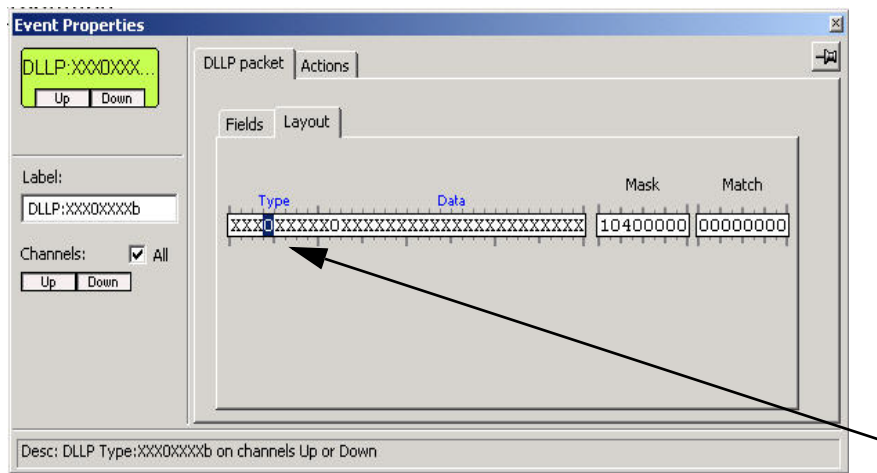 Event Properties
DLLP:XXX0XXX...
Up Down
Label:
DLLP:XXX0XXXXb
Channels: All
Up Down
DLLP packet Actions
Fields Layout
Type Data Mask Match
XXX0XXXXX0XXXXXXXXXXXXXXXXXXXXXX 10400000 00000000
Desc: DLLP Type:XXX0XXXXb on channels Up or Down